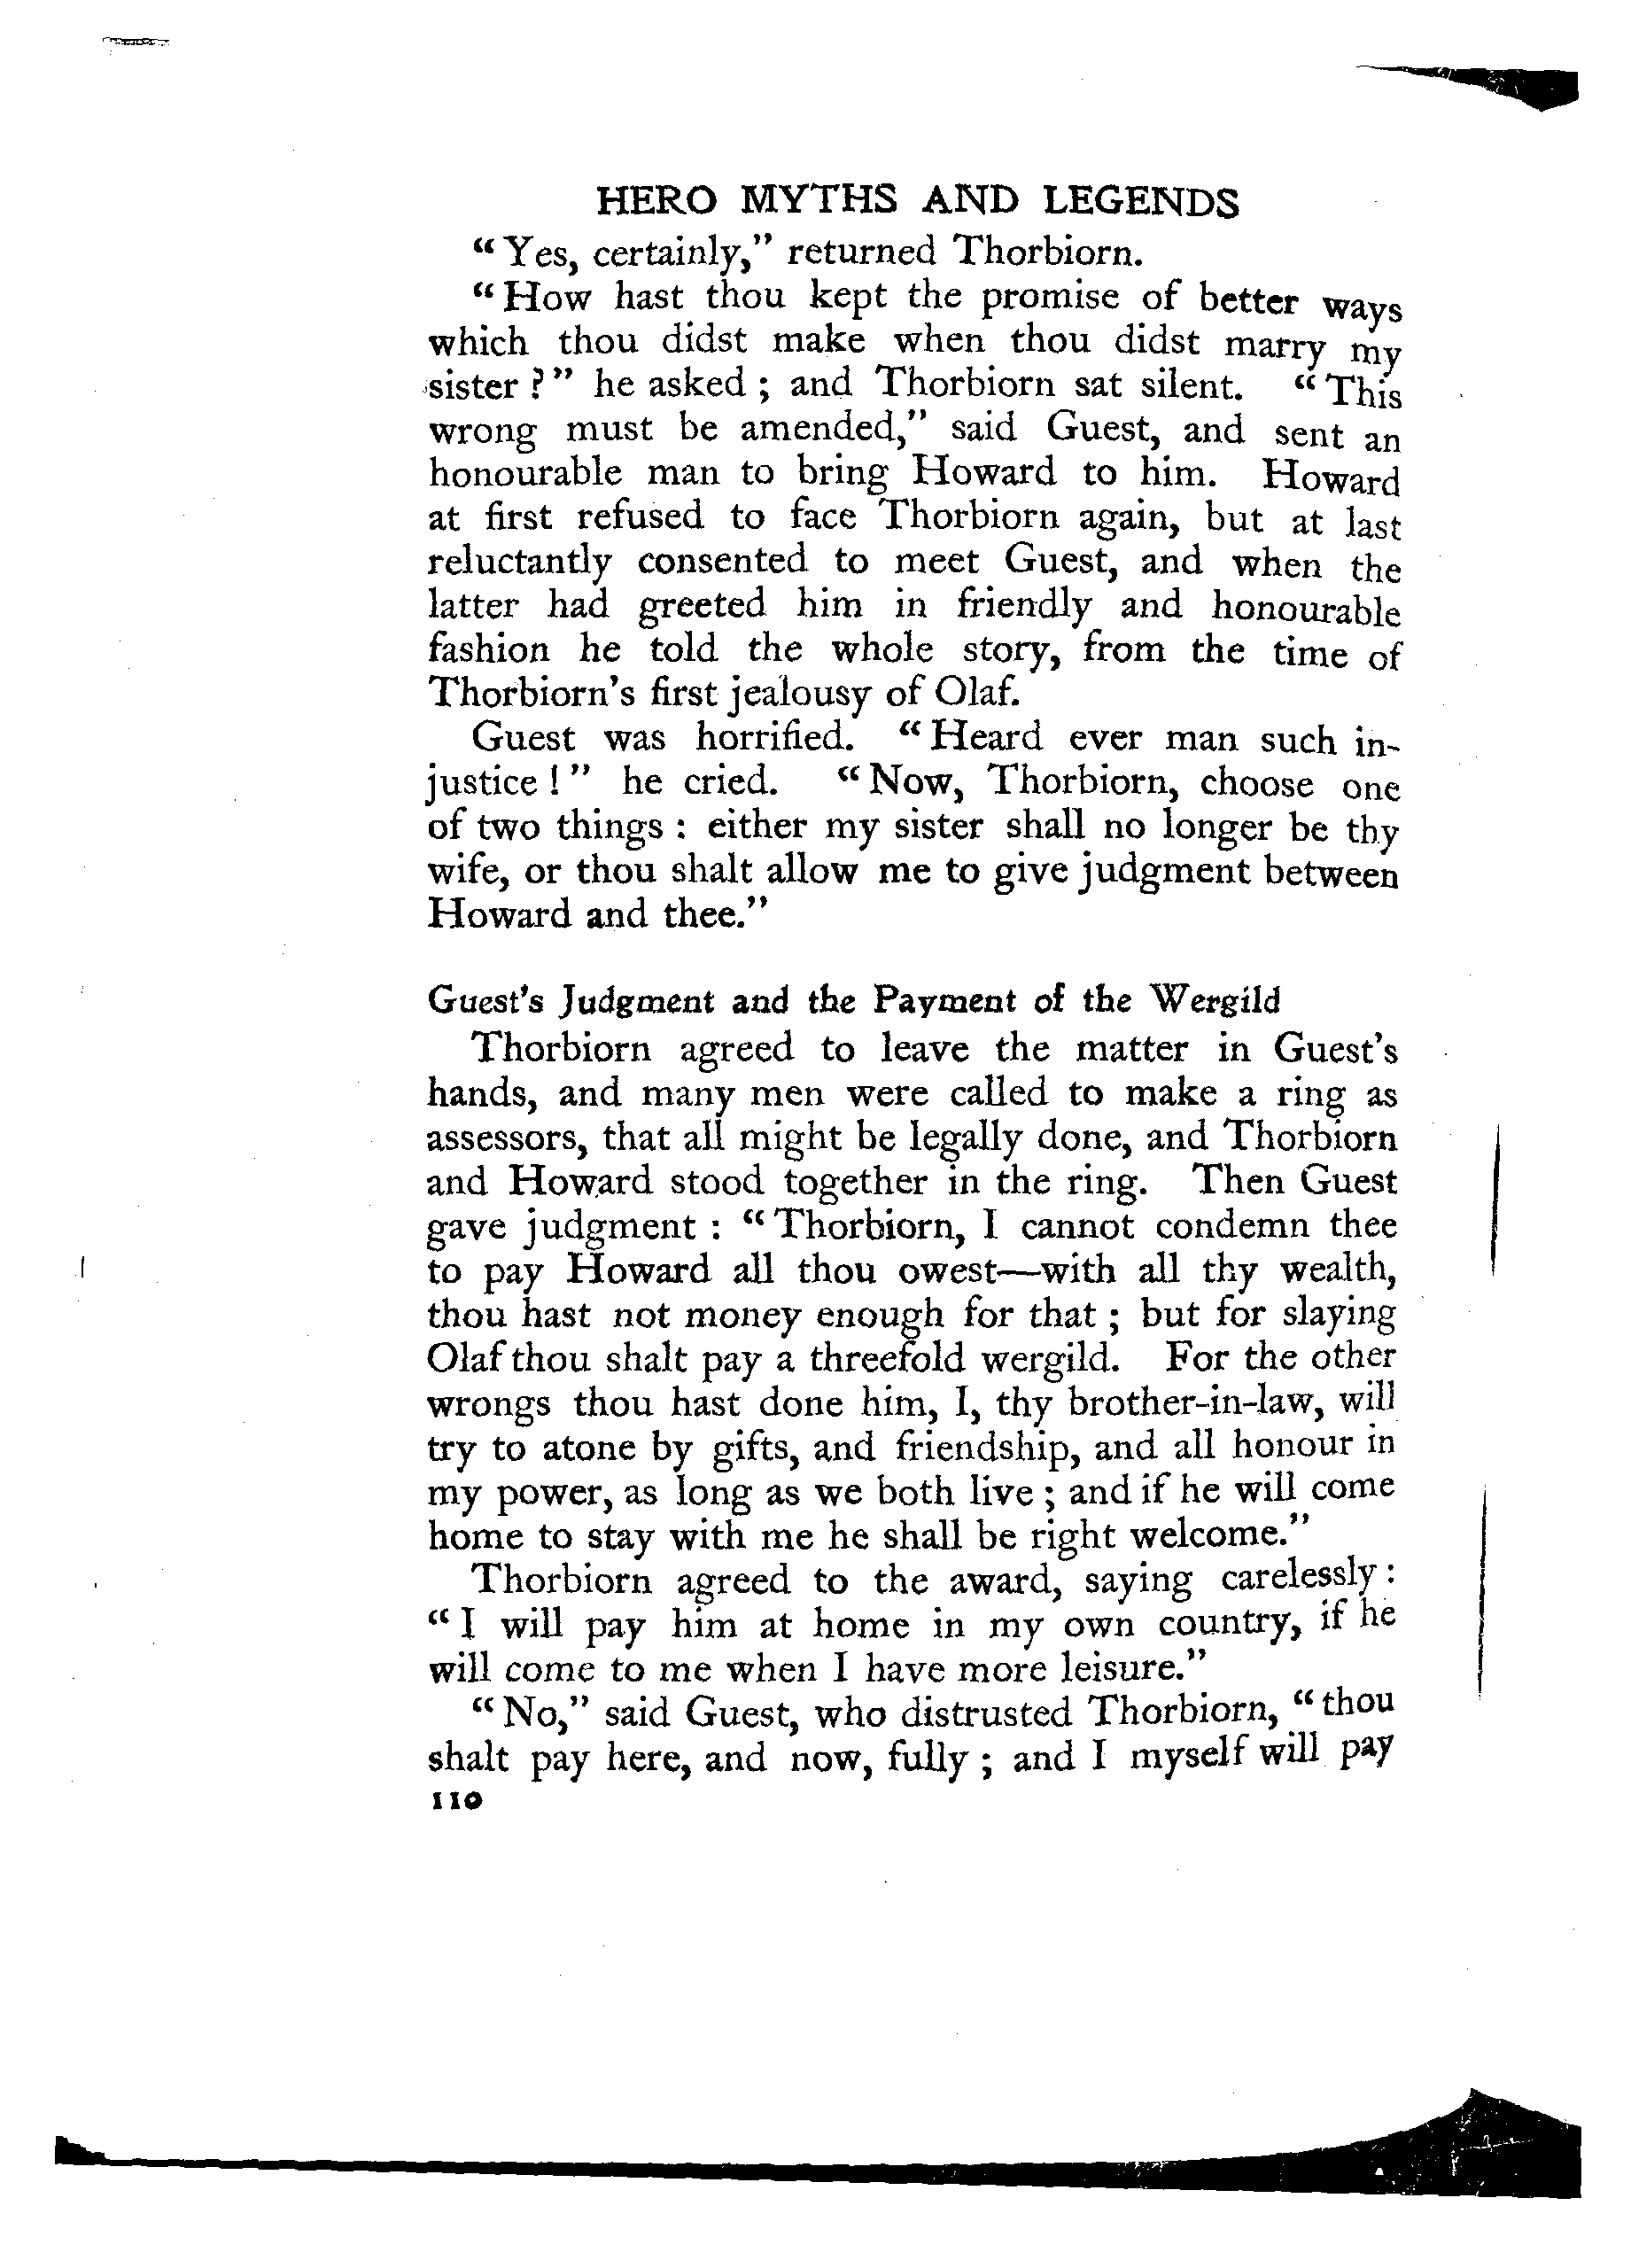 HERO MYTHS AND LEGENDS
“ Yes, certainly,” returned Thorbiorn.
“ How hast thou kept the promise of better ways
which thou didst make when thou didst marry my
sister ? ” he asked ; and Thorbiorn sat silent. “ This
wrong must be amended,” said Guest, and sent an
honourable man to bring Howard to him. Howard
at first refused to face Thorbiorn again, but at last
reluctantly consented to meet Guest, and when the
latter had greeted him in friendly and honourable
fashion he told the whole story, from the time of
Thorbiorn’s first jealousy of Olaf.
Guest was horrified. “ Heard ever man such in-
justice ! ” he cried. “ Now, Thorbiorn, choose one
of two things : either my sister shall no longer be thy
wife, or thou shalt allow me to give judgment between
Howard and thee.”
Guest’s Judgment and the Payment of the Wergild
Thorbiorn agreed to leave the matter in Guest’s
hands, and many men were called to make a ring as
assessors, that all might be legally done, and Thorbiorn
and Howard stood together in the ring. Then Guest
gave judgment : “ Thorbiorn, I cannot condemn thee
to pay Howard all thou owest—with all thy wealth,
thou hast not money enough for that ; but for slaying
Olaf thou shalt pay a threefold wergild. For the other
wrongs thou hast done him, I, thy brother-in-law, will
try to atone by gifts, and friendship, and all honour in
my power, as long as we both live ; and if he will come
home to stay with me he shall be right welcome.”
Thorbiorn agreed to the award, saying carelessly :
“ I will pay him at home in my own country, if he
will come to me when I have more leisure.”
“ No,” said Guest, who distrusted Thorbiorn, “ thou
shalt pay here, and now, fully ; and I myself will pay
110